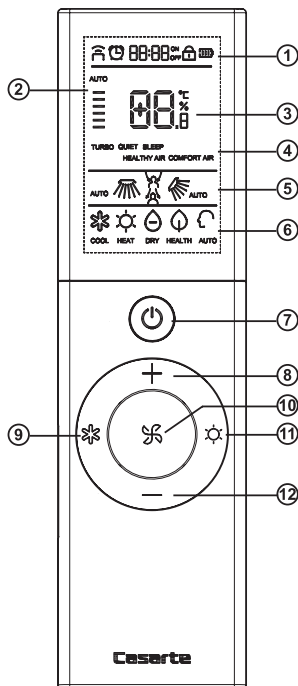 88:88 ON OFF
①
②
AUTO
88.8 °C %
③
TURBO QUIET SLEEP
HEALTHY AIR COMFORT AIR
④
AUTO AUTO
⑤
COOL HEAT DRY HEALTH AUTO
⑥
⑦
+
⑧
⑨
⑩
⑪
−
⑫
Casarte